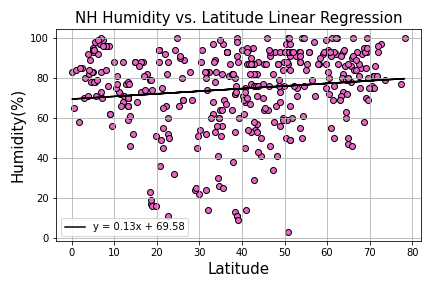 NH Humidity vs. Latitude Linear Regression
100
80
60
40
20
0
Humidity(%)
y = 0.13x + 69.58
0 10 20 30 40 50 60 70 80
Latitude